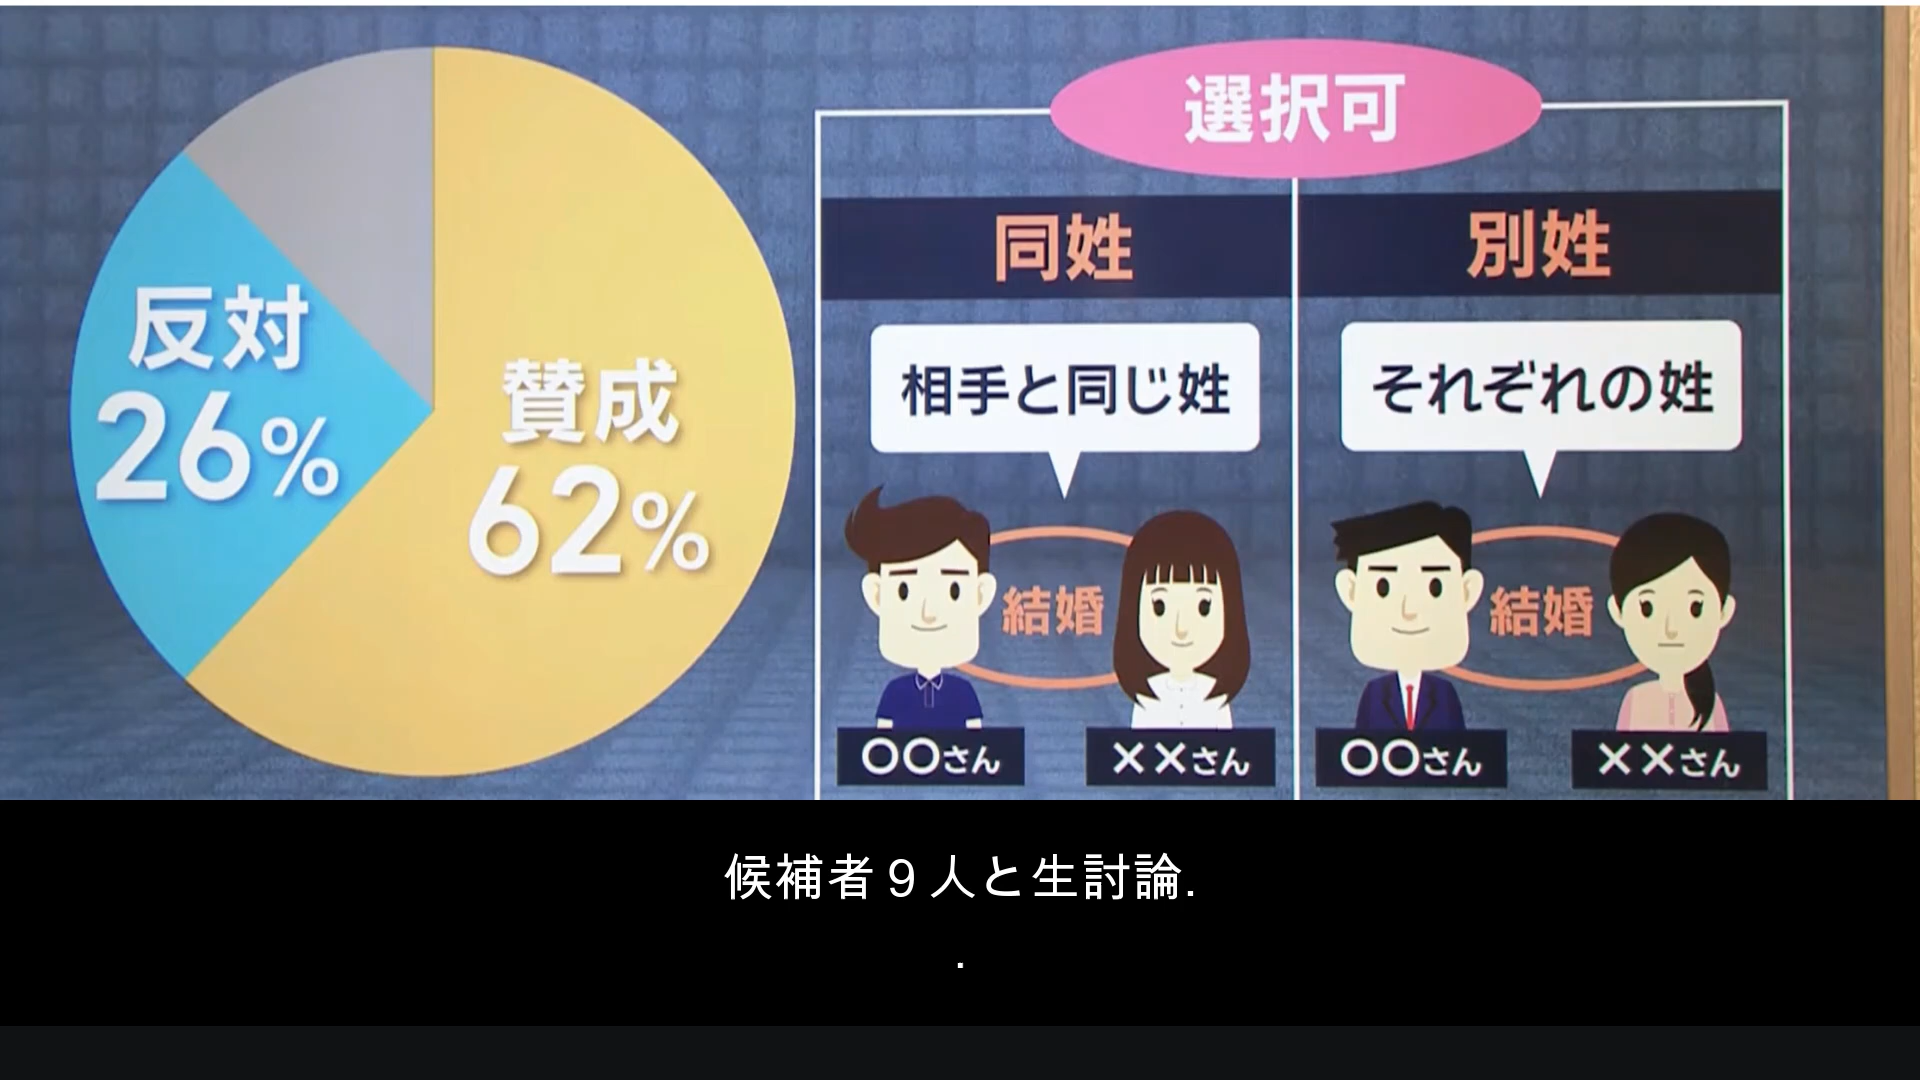 反対
26%
賛成
62%
選択可
同姓
別姓
相手と同じ姓
それぞれの姓
結婚
結婚
〇〇さん
××さん
〇〇さん
××さん
候補者９人と生討論.
.